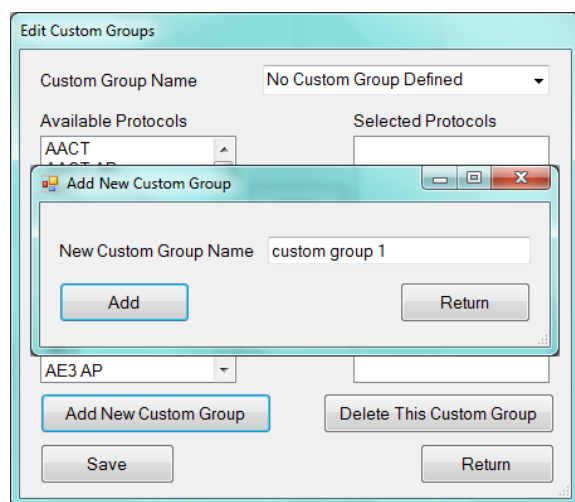 Edit Custom Groups
Custom Group Name No Custom Group Defined
Available Protocols Selected Protocols
AACT
Add New Custom Group
New Custom Group Name custom group 1
Add Return
AE3 AP
Add New Custom Group Delete This Custom Group
Save Return